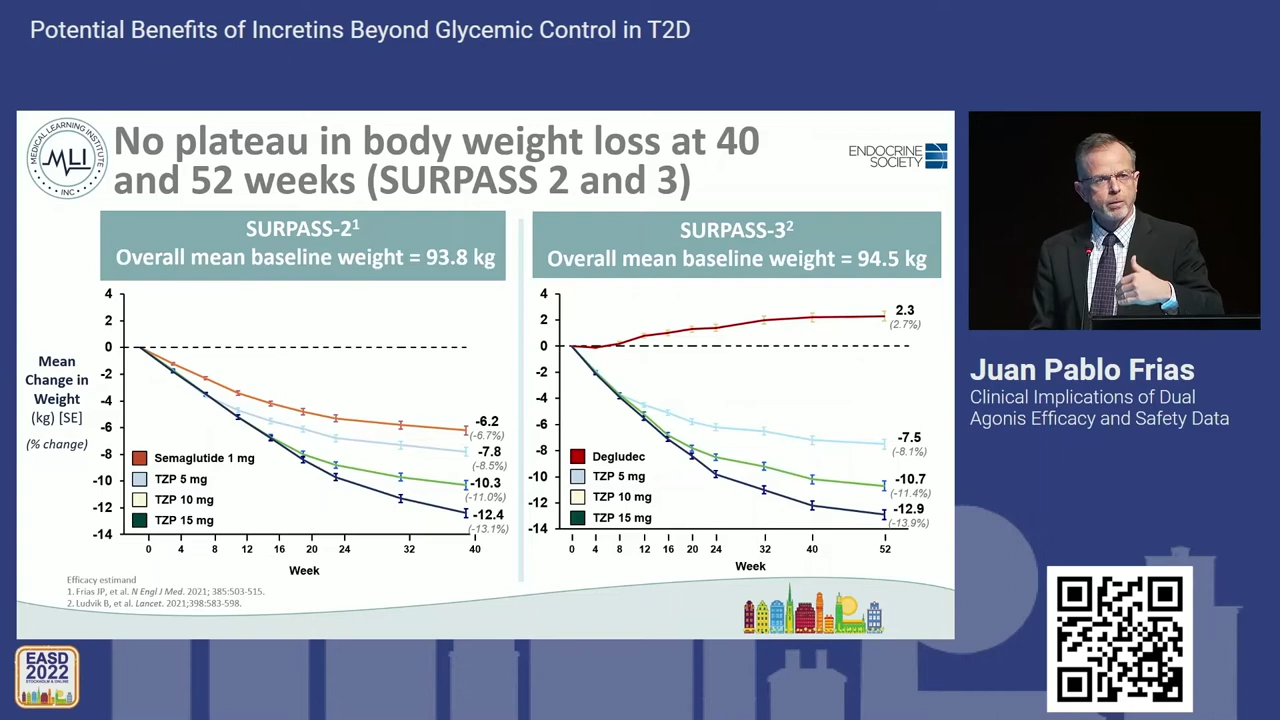 Potential Benefits of Incretins Beyond Glycemic Control in T2D
MEDICAL LEARNING INSTITUTE INC
MLI
No plateau in body weight loss at 40
and 52 weeks (SURPASS 2 and 3)
ENDOCRINE
SOCIETY
SURPASS-2¹
Overall mean baseline weight = 93.8 kg
Mean
Change in
Weight
(kg) [SE]
(% change)
4
2
0
-2
-4
-6
-8
-10
-12
-14
-6.2
(-6.7%)
-7.8
(-8.5%)
-10.3
(-11.0%)
-12.4
(-13.1%)
Semaglutide 1 mg
TZP 5 mg
TZP 10 mg
TZP 15 mg
0 4 8 12 16 20 24 32 40
Week
SURPASS-3²
Overall mean baseline weight = 94.5 kg
4
2
0
-2
-4
-6
-8
-10
-12
-14
2.3
(2.7%)
-7.5
(-8.1%)
-10.7
(-11.4%)
-12.9
(-13.9%)
Degludec
TZP 5 mg
TZP 10 mg
TZP 15 mg
0 4 8 12 16 20 24 32 40 52
Week
Efficacy estimand
1. Frias JP, et al. N Engl J Med. 2021; 385:503-515.
2. Ludvik B, et al. Lancet. 2021;398:583-598.
Juan Pablo Frias
Clinical Implications of Dual
Agonis Efficacy and Safety Data
EASD
2022
STOCKHOLM & ONLINE